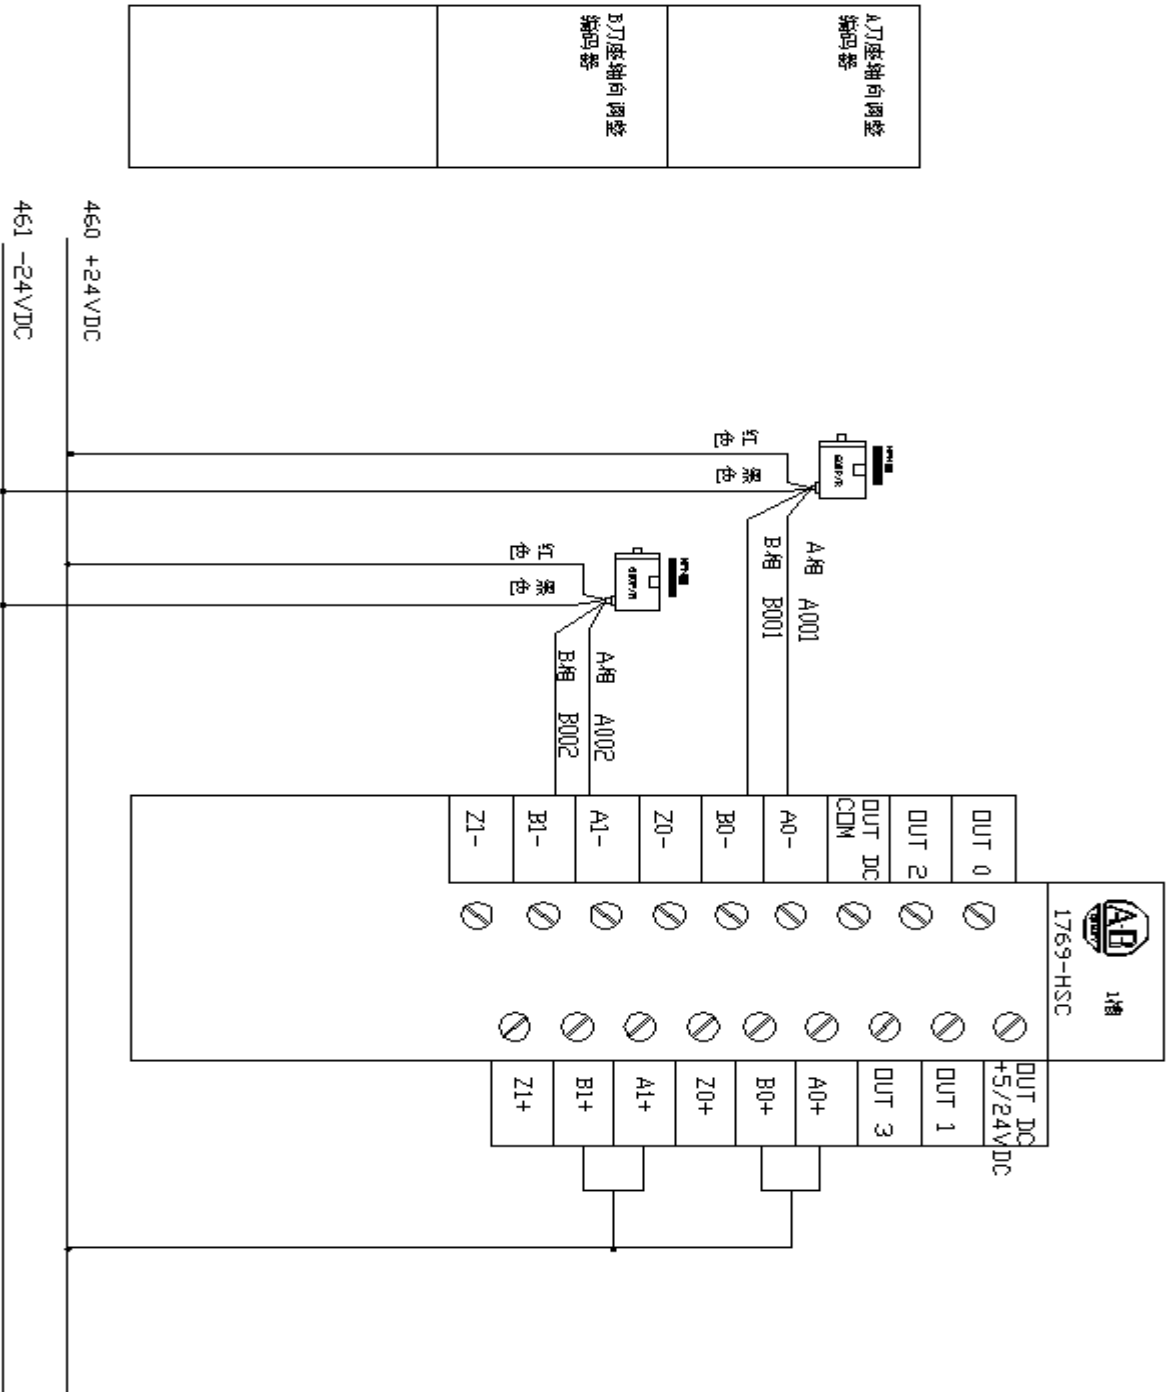 A刀座轴向调整
编码器
B刀座轴向调整
编码器
460 +24VDC
461 -24VDC
红
色
黑
色
A相 A001
B相 B001
红
色
黑
色
A相 A002
B相 B002
A-B
1槽
1769-HSC
OUT 0
OUT 2
OUT DC
COM
A0-
B0-
Z0-
A1-
B1-
Z1-
OUT DC
+5/24VDC
OUT 1
OUT 3
A0+
B0+
Z0+
A1+
B1+
Z1+